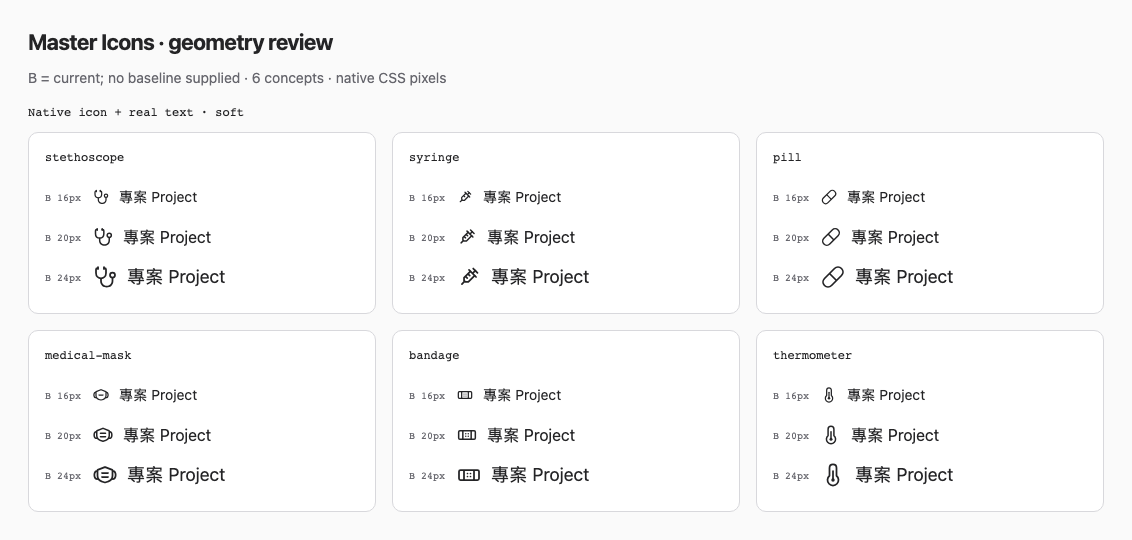 Master Icons · geometry review
B = current; no baseline supplied · 6 concepts · native CSS pixels
Native icon + real text · soft
stethoscope
B 16px 專案 Project
B 20px 專案 Project
B 24px 專案 Project
syringe
B 16px 專案 Project
B 20px 專案 Project
B 24px 專案 Project
pill
B 16px 專案 Project
B 20px 專案 Project
B 24px 專案 Project
medical-mask
B 16px 專案 Project
B 20px 專案 Project
B 24px 專案 Project
bandage
B 16px 專案 Project
B 20px 專案 Project
B 24px 專案 Project
thermometer
B 16px 專案 Project
B 20px 專案 Project
B 24px 專案 Project